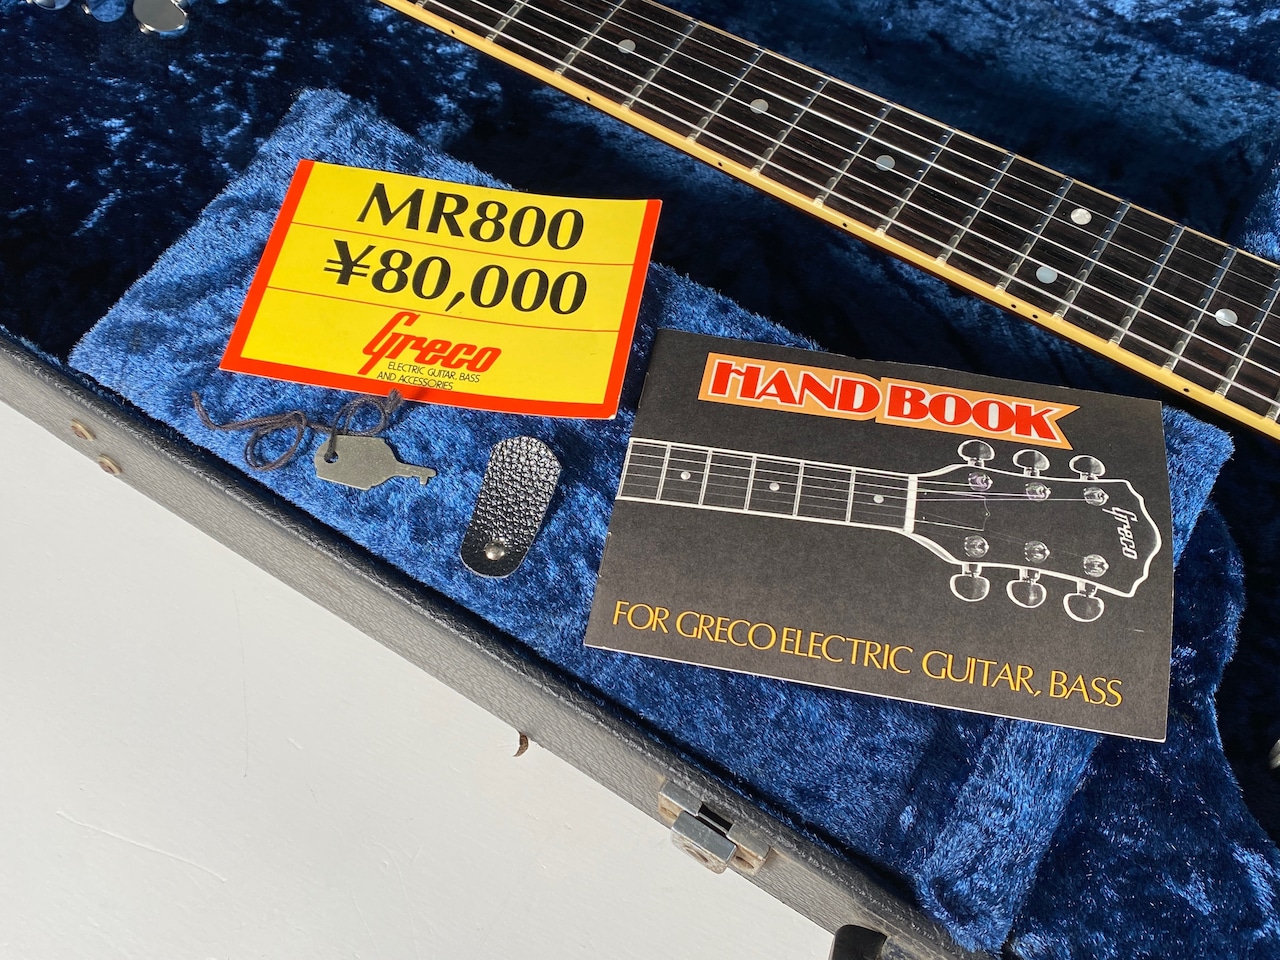 MR800
¥80,000
Greco
ELECTRIC GUITAR, BASS
AND ACCESSORIES
HAND BOOK
Greco
FOR GRECO ELECTRIC GUITAR, BASS